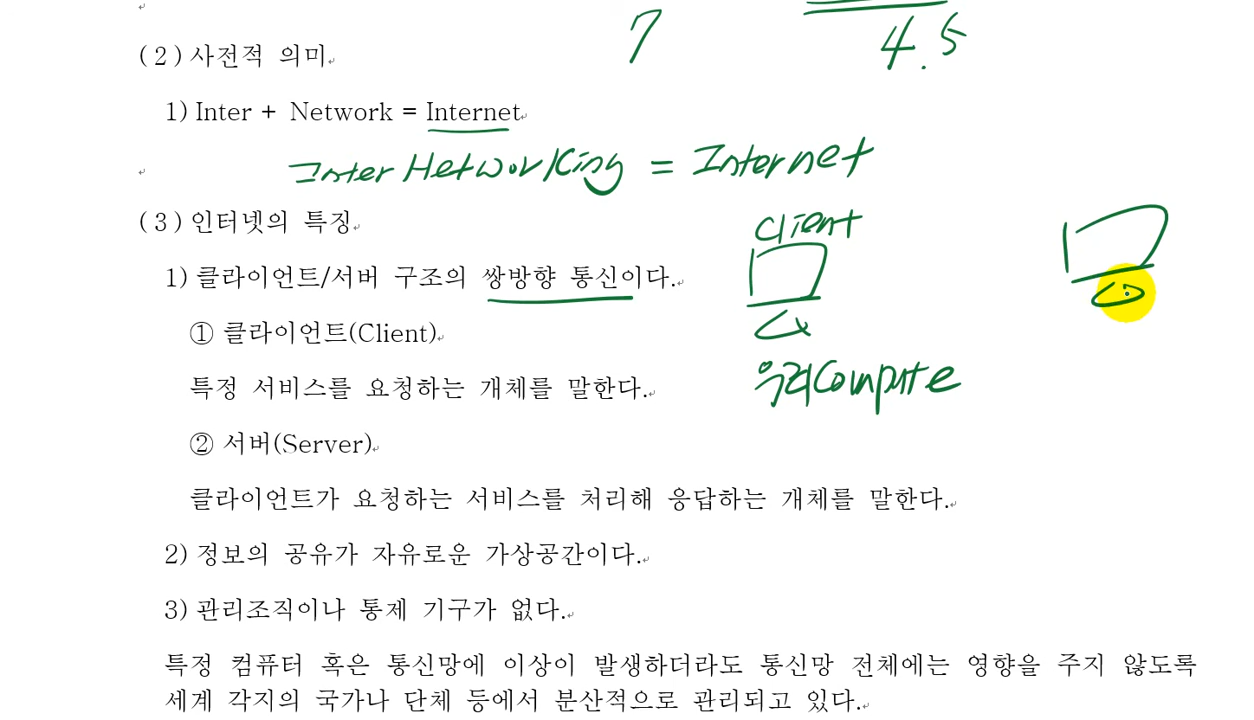 7
4.5
(2) 사전적 의미
1) Inter + Network = Internet
Inter Networking = Internet
(3) 인터넷의 특징
Client
1) 클라이언트/서버 구조의 쌍방향 통신이다.
① 클라이언트(Client)
특정 서비스를 요청하는 개체를 말한다.
우리Compute
② 서버(Server)
클라이언트가 요청하는 서비스를 처리해 응답하는 개체를 말한다.
2) 정보의 공유가 자유로운 가상공간이다.
3) 관리조직이나 통제 기구가 없다.
특정 컴퓨터 혹은 통신망에 이상이 발생하더라도 통신망 전체에는 영향을 주지 않도록
세계 각지의 국가나 단체 등에서 분산적으로 관리되고 있다.